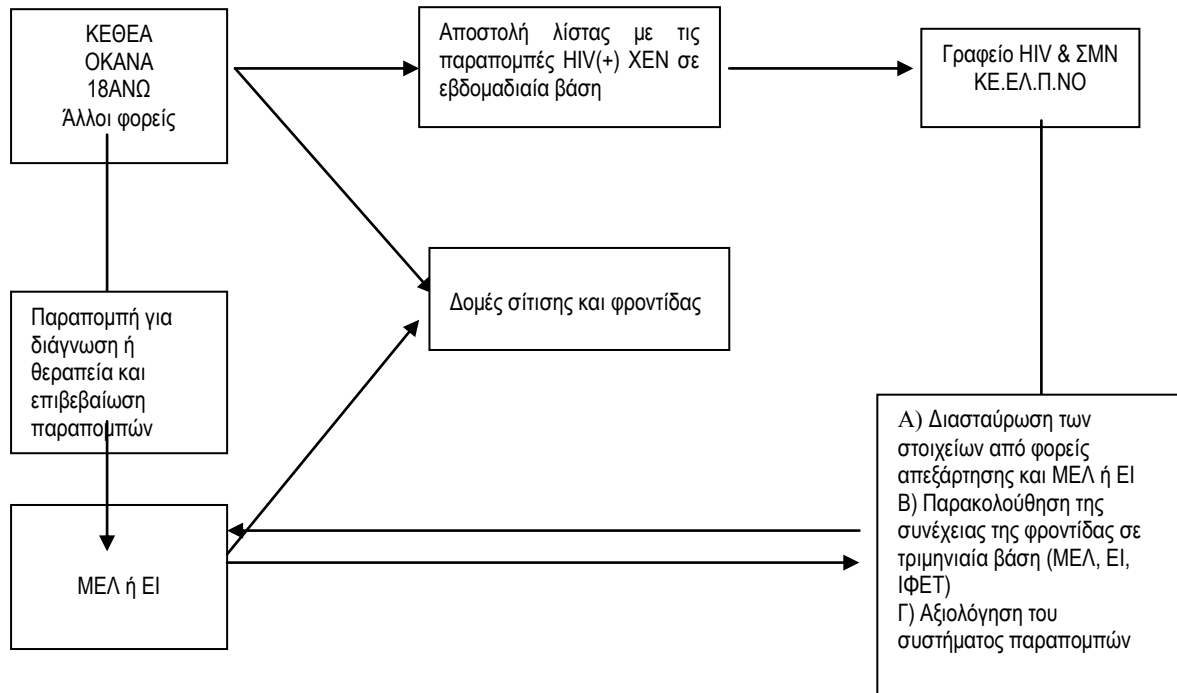 ΚΕΘΕΑ
ΟΚΑΝΑ
18ΑΝΩ
Άλλοι φορείς
Αποστολή λίστας με τις
παραπομπές HIV(+) ΧΕΝ σε
εβδομαδιαία βάση
Γραφείο HIV & ΣΜΝ
ΚΕ.ΕΛ.Π.ΝΟ
Δομές σίτισης και φροντίδας
Παραπομπή για
διάγνωση ή
θεραπεία και
επιβεβαίωση
παραπομπών
ΜΕΛ ή ΕΙ
Α) Διασταύρωση των
στοιχείων από φορείς
απεξάρτησης και ΜΕΛ ή ΕΙ
Β) Παρακολούθηση της
συνέχειας της φροντίδας σε
τριμηνιαία βάση (ΜΕΛ, ΕΙ,
ΙΦΕΤ)
Γ) Αξιολόγηση του
συστήματος παραπομπών